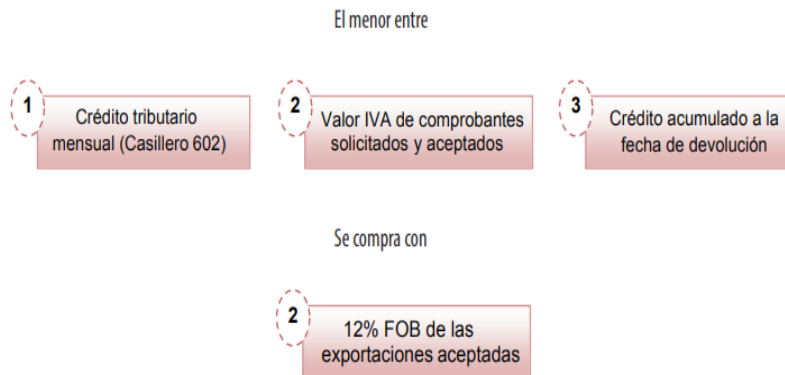 El menor entre
1
Crédito tributario
mensual (Casillero 602)
2
Valor IVA de comprobantes
solicitados y aceptados
3
Crédito acumulado a la
fecha de devolución
Se compra con
2
12% FOB de las
exportaciones aceptadas